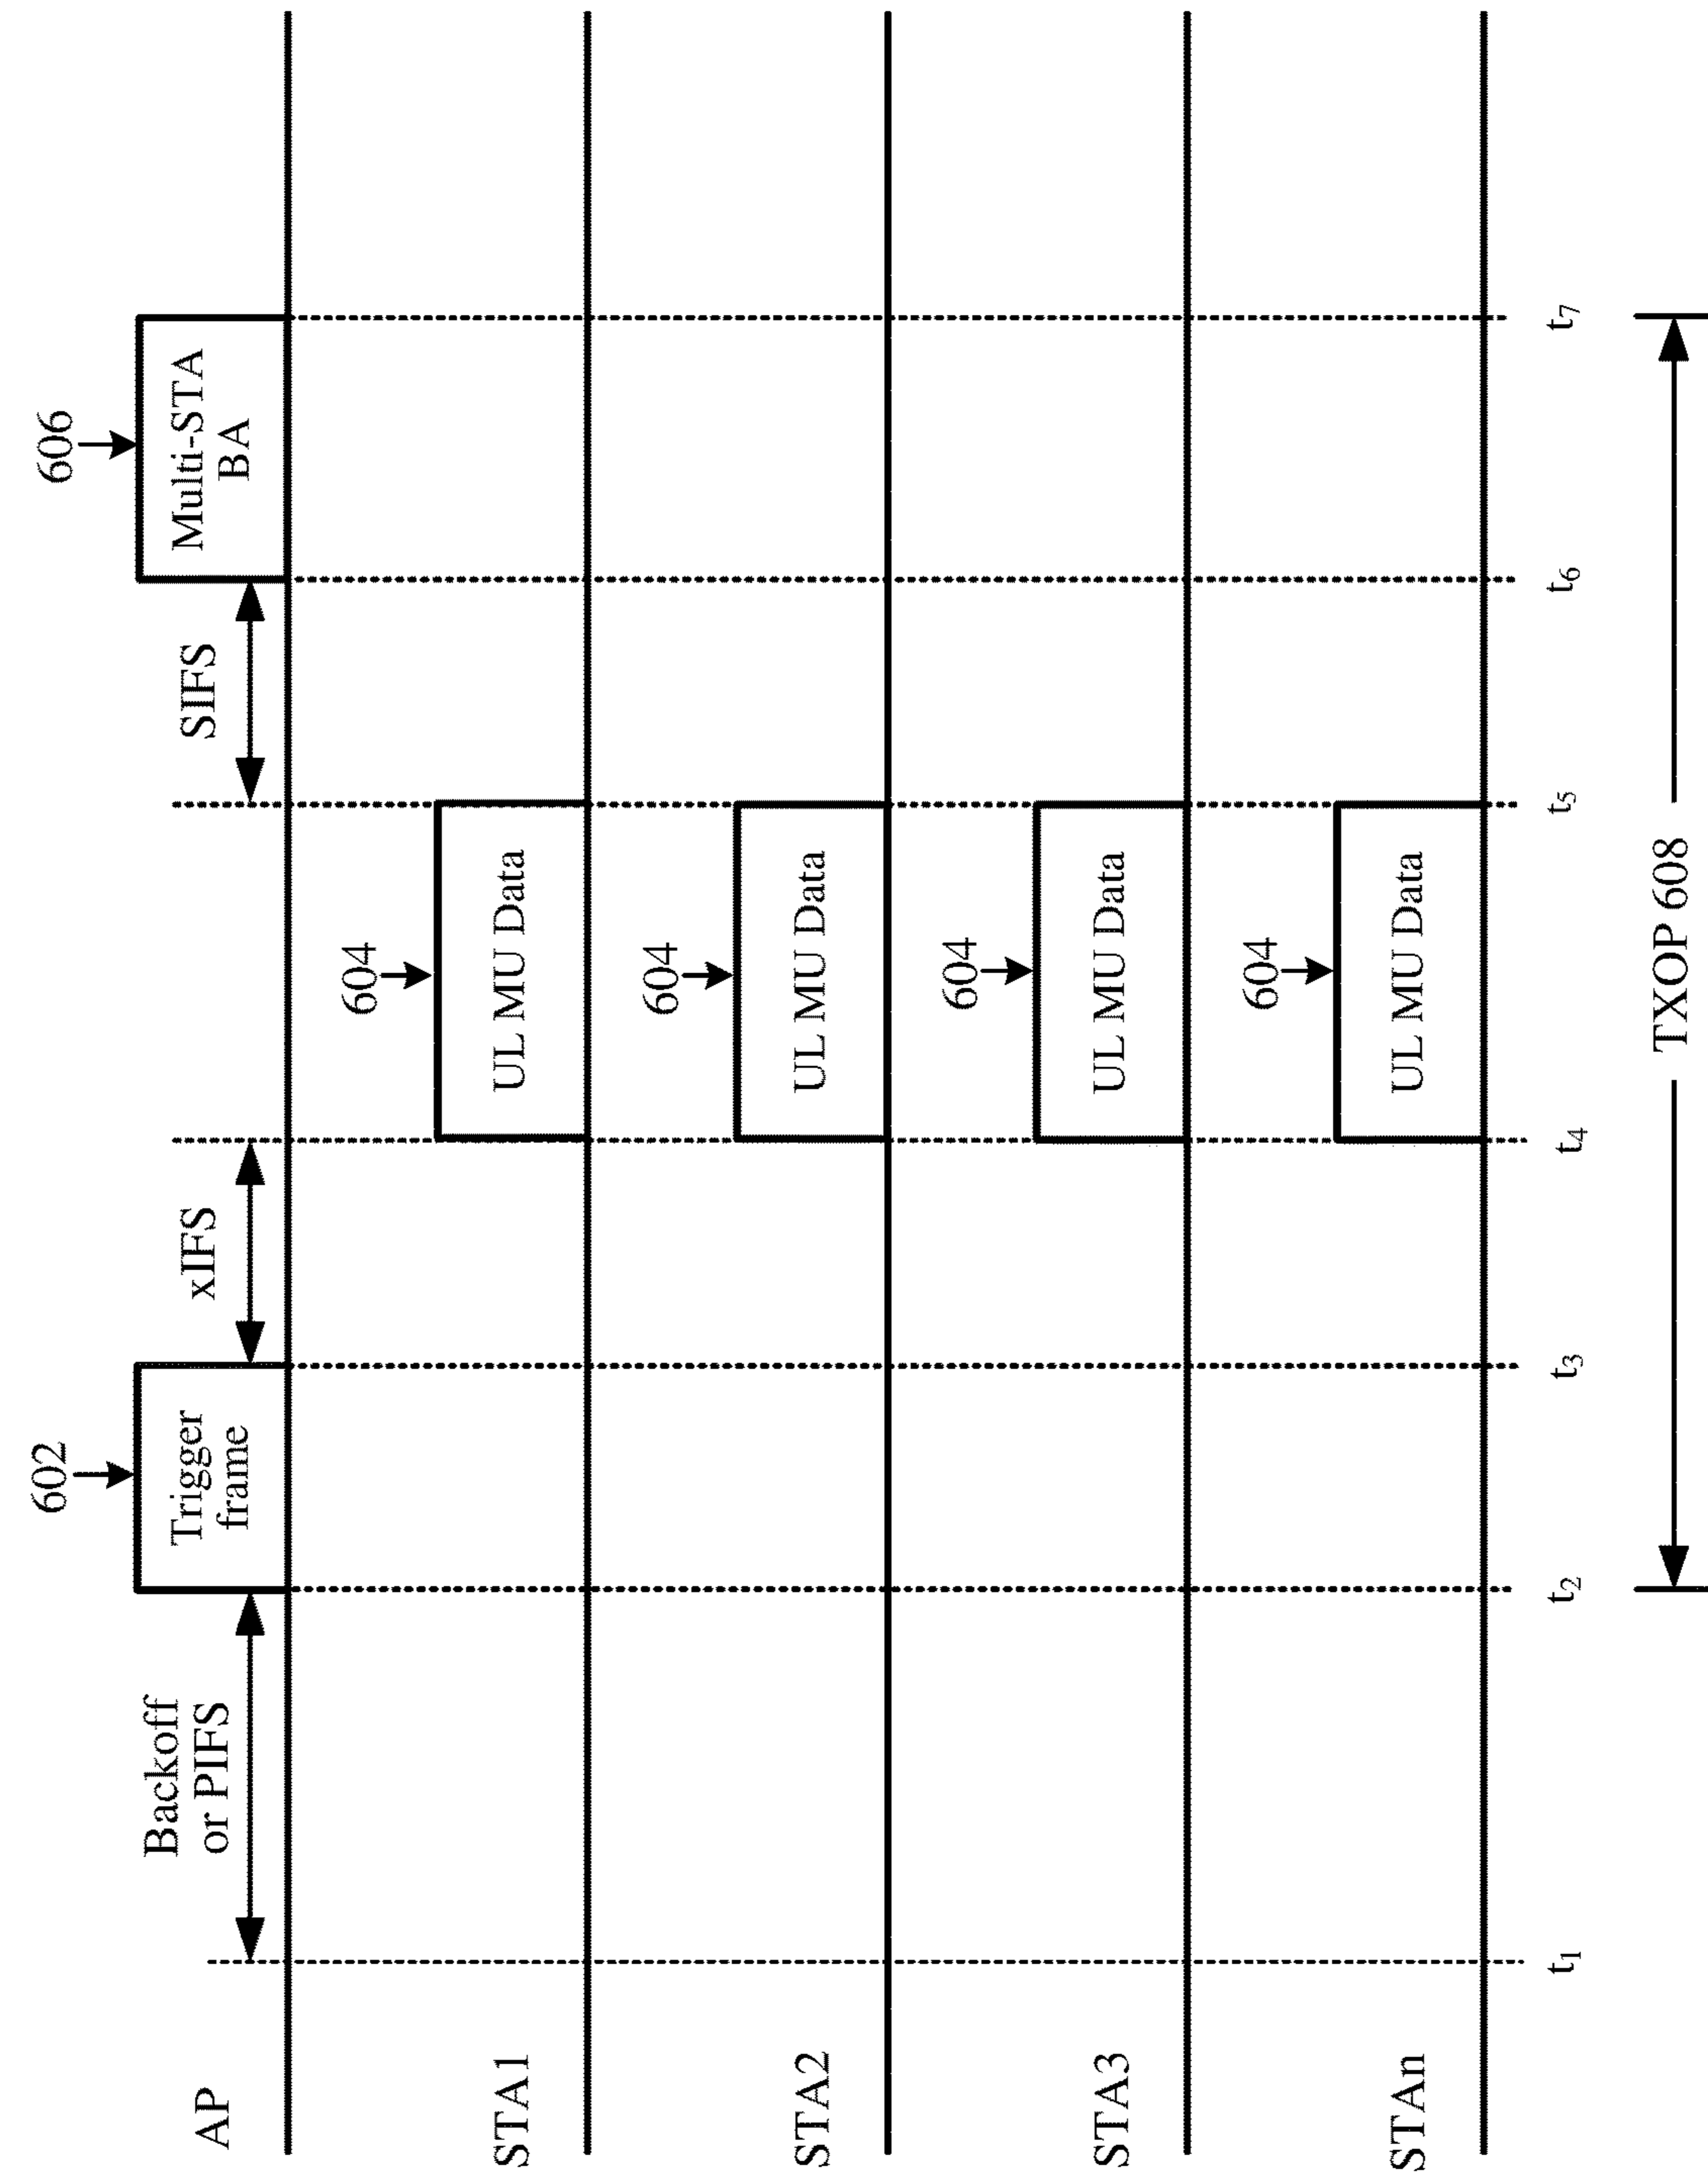 602
606
Backoff
or PIFS
Trigger
frame
xIFS
SIFS
Multi-STA
BA
AP
604
UL MU Data
STA1
604
UL MU Data
STA2
604
UL MU Data
STA3
604
UL MU Data
STAn
t1
t2
t3
t4
t5
t6
t7
TXOP 608